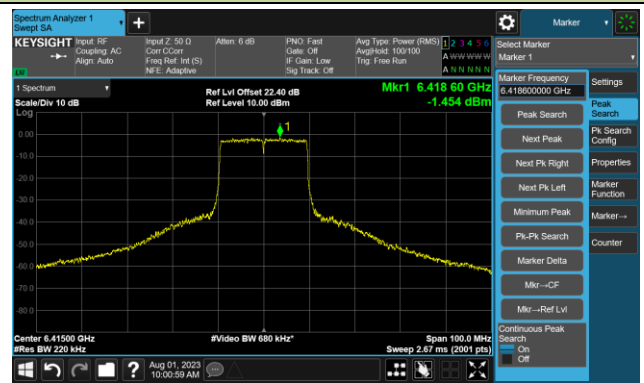 Spectrum Analyzer 1
Swept SA
+
Marker
KEYSIGHT
Input: RF
Coupling: AC
Align: Auto
Input Z: 50 Ω
Corr CCorr
Freq Ref: Int (S)
NFE: Adaptive
Atten: 6 dB
PNO: Fast
Gate: Off
IF Gain: Low
Sig Track: Off
Avg Type: Power (RMS)
Avg|Hold: 100/100
Trig: Free Run
1 2 3 4 5 6
A W W W W W
A N N N N N
LXI
1 Spectrum
Scale/Div 10 dB
Log
Ref Lvl Offset 22.40 dB
Ref Level 10.00 dBm
Mkr1 6.418 60 GHz
-1.454 dBm
1
0.00
-10.0
-20.0
-30.0
-40.0
-50.0
-60.0
-70.0
-80.0
Center 6.41500 GHz
#Res BW 220 kHz
#Video BW 680 kHz*
Span 100.0 MHz
Sweep 2.67 ms (2001 pts)
Select Marker
Marker 1
Marker Frequency
6.418600000 GHz
Peak Search
Next Peak
Next Pk Right
Next Pk Left
Minimum Peak
Pk-Pk Search
Marker Delta
Mkr→CF
Mkr→Ref Lvl
Continuous Peak
Search
On
Off
Settings
Peak
Search
Pk Search
Config
Properties
Marker
Function
Marker→
Counter
?
Aug 01, 2023
10:00:59 AM